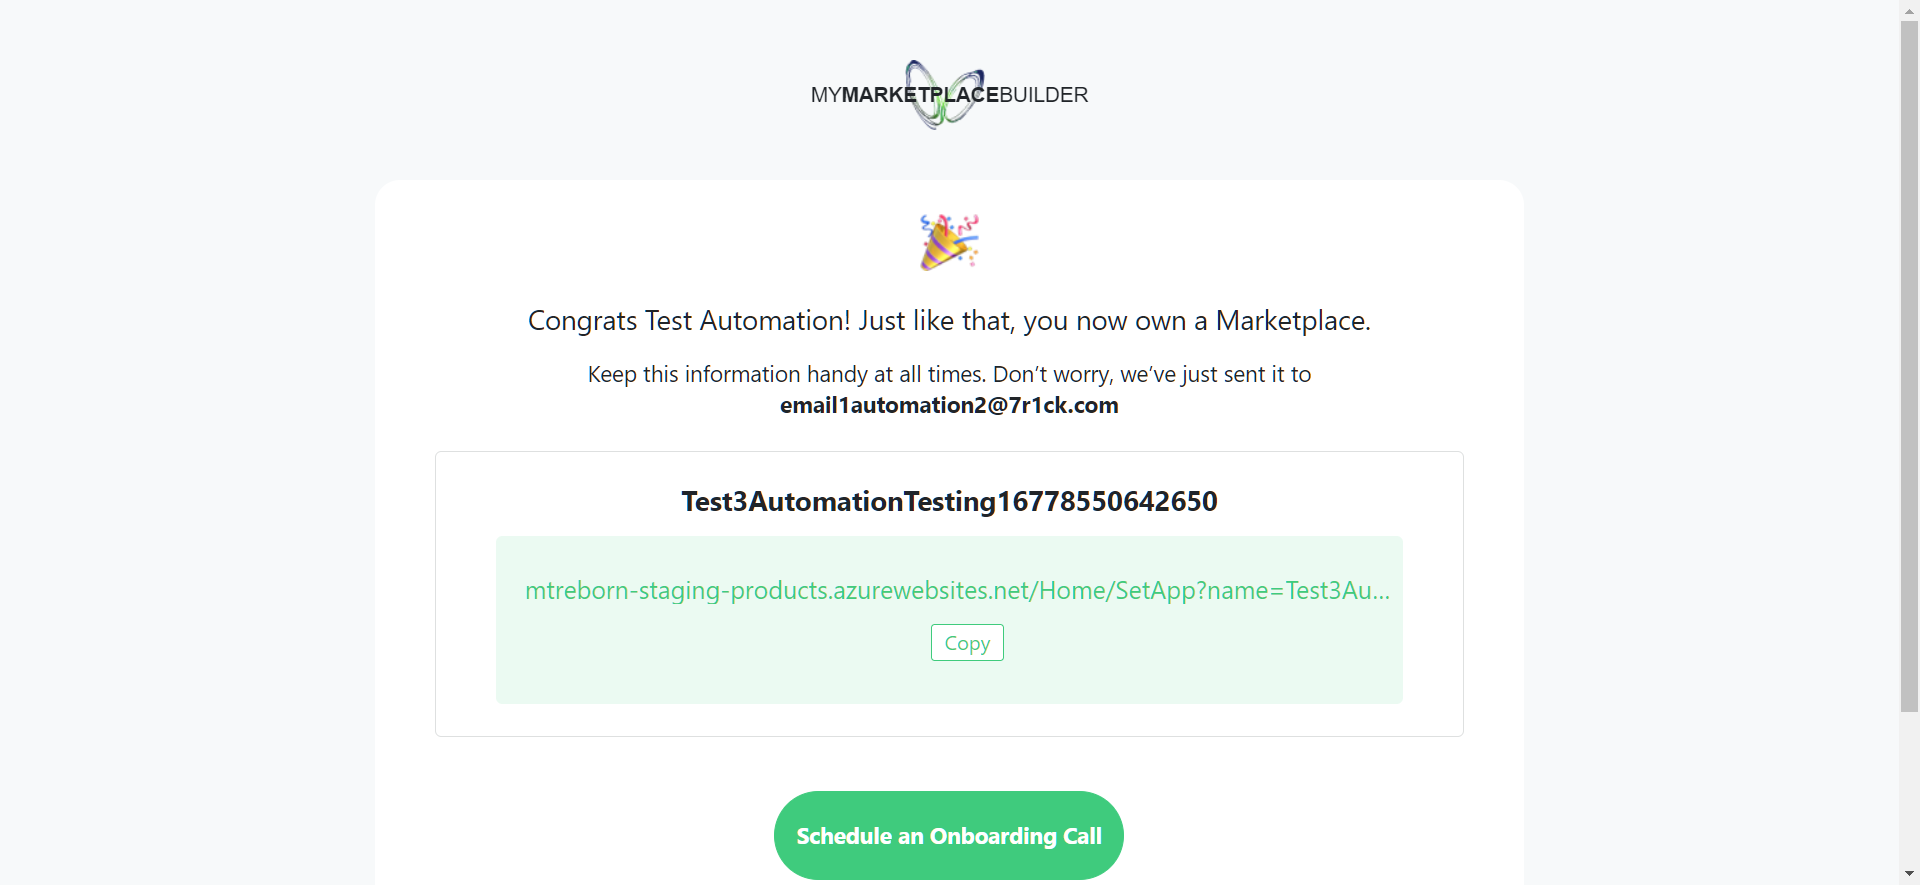 MYMARKETPLACEBUILDER
Congrats Test Automation! Just like that, you now own a Marketplace.
Keep this information handy at all times. Don’t worry, we’ve just sent it to
email1automation2@7r1ck.com
Test3AutomationTesting16778550642650
mtreborn-staging-products.azurewebsites.net/Home/SetApp?name=Test3Au...
Copy
Schedule an Onboarding Call